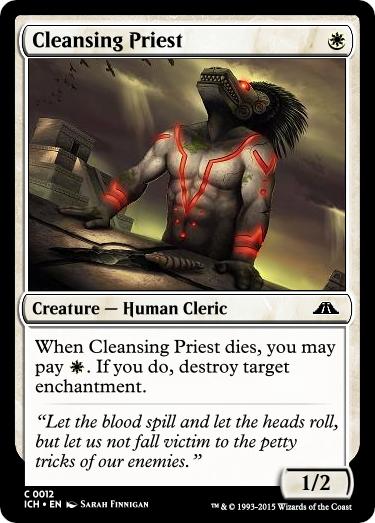 Cleansing Priest
Creature — Human Cleric
When Cleansing Priest dies, you may
pay ☀. If you do, destroy target
enchantment.
“Let the blood spill and let the heads roll,
but let us not fall victim to the petty
tricks of our enemies.”
1/2
C 0012
ICH • EN SARAH FINNIGAN
™ & © 1993-2015 Wizards of the Coast